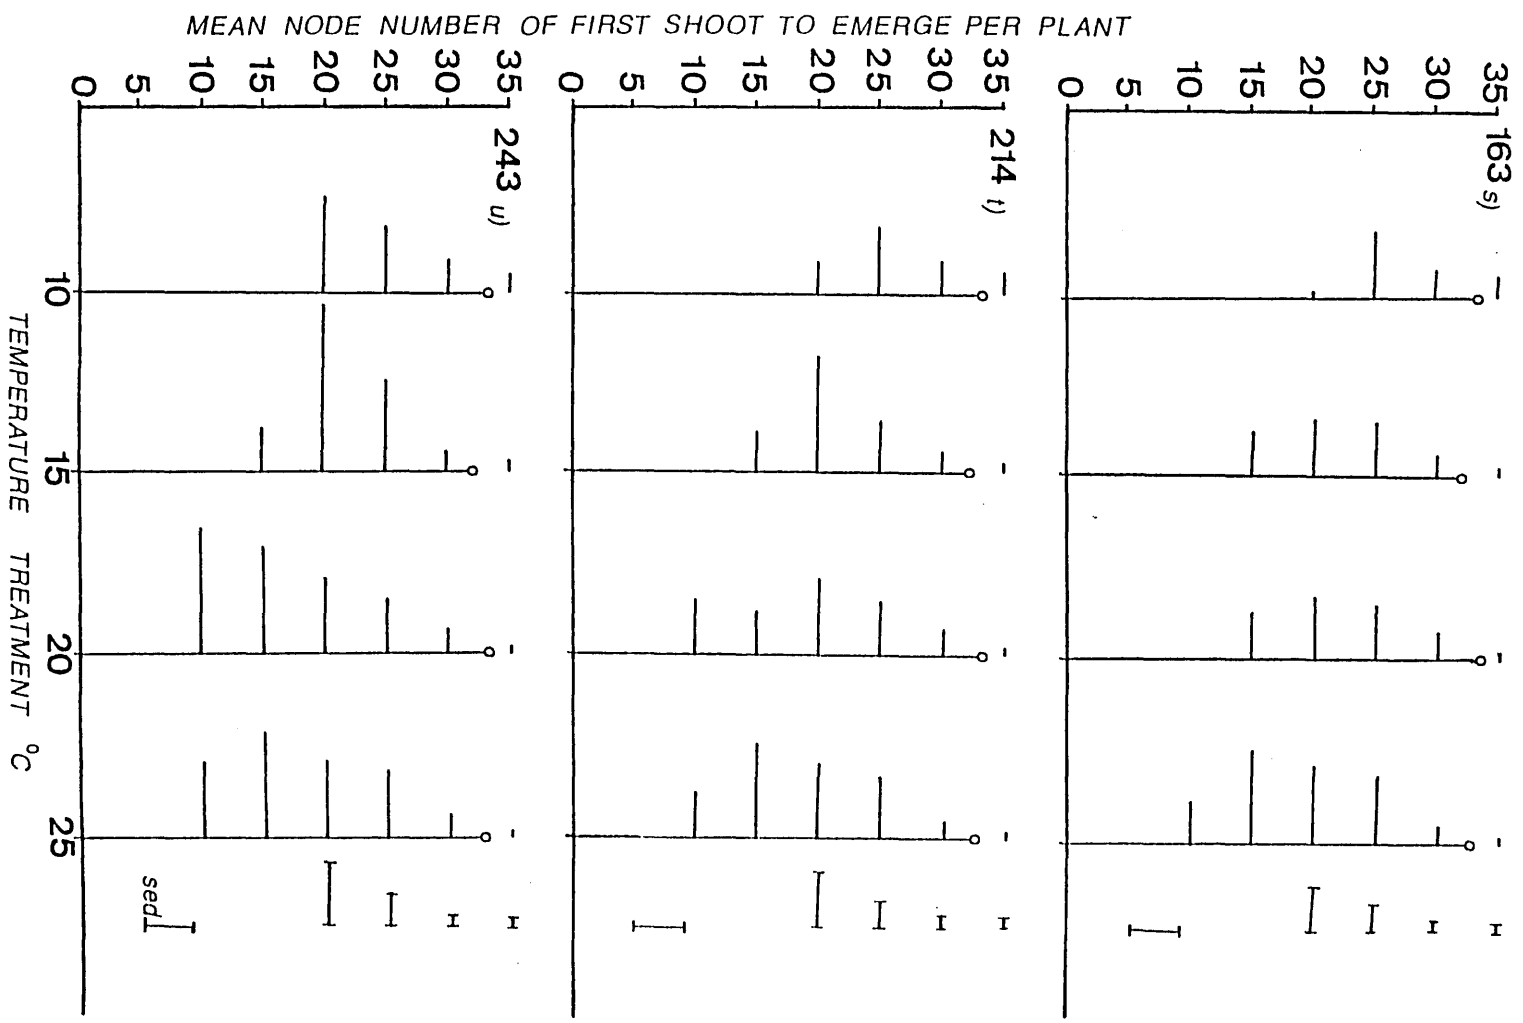 MEAN NODE NUMBER OF FIRST SHOOT TO EMERGE PER PLANT
35 30 25 20 15 10 5 0
163 s)
35 30 25 20 15 10 5 0
214 t)
35 30 25 20 15 10 5 0
243 u)
10 15 20 25
sed
TEMPERATURE TREATMENT °C